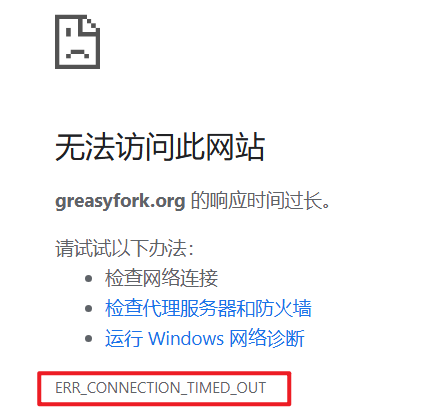 无法访问此网站
greasyfork.org 的响应时间过长。
请试试以下办法：
检查网络连接
检查代理服务器和防火墙
运行 Windows 网络诊断
ERR_CONNECTION_TIMED_OUT